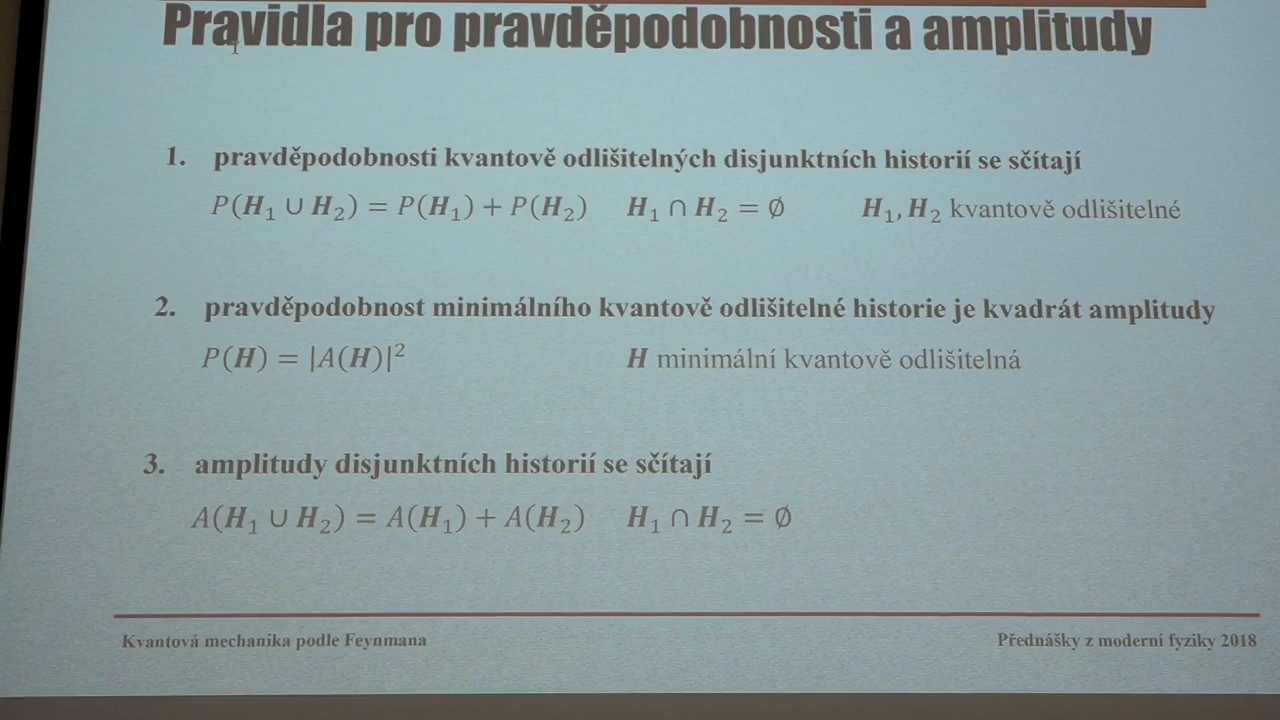 Pravidla pro pravděpodobnosti a amplitudy
1. pravděpodobnosti kvantově odlišitelných disjunktních historií se sčítají
P(H₁ ∪ H₂) = P(H₁) + P(H₂) H₁ ∩ H₂ = ∅ H₁, H₂ kvantově odlišitelné
2. pravděpodobnost minimálního kvantově odlišitelné historie je kvadrát amplitudy
P(H) = |A(H)|² H minimální kvantově odlišitelná
3. amplitudy disjunktních historií se sčítají
A(H₁ ∪ H₂) = A(H₁) + A(H₂) H₁ ∩ H₂ = ∅
Kvantová mechanika podle Feynmana Přednášky z moderní fyziky 2018